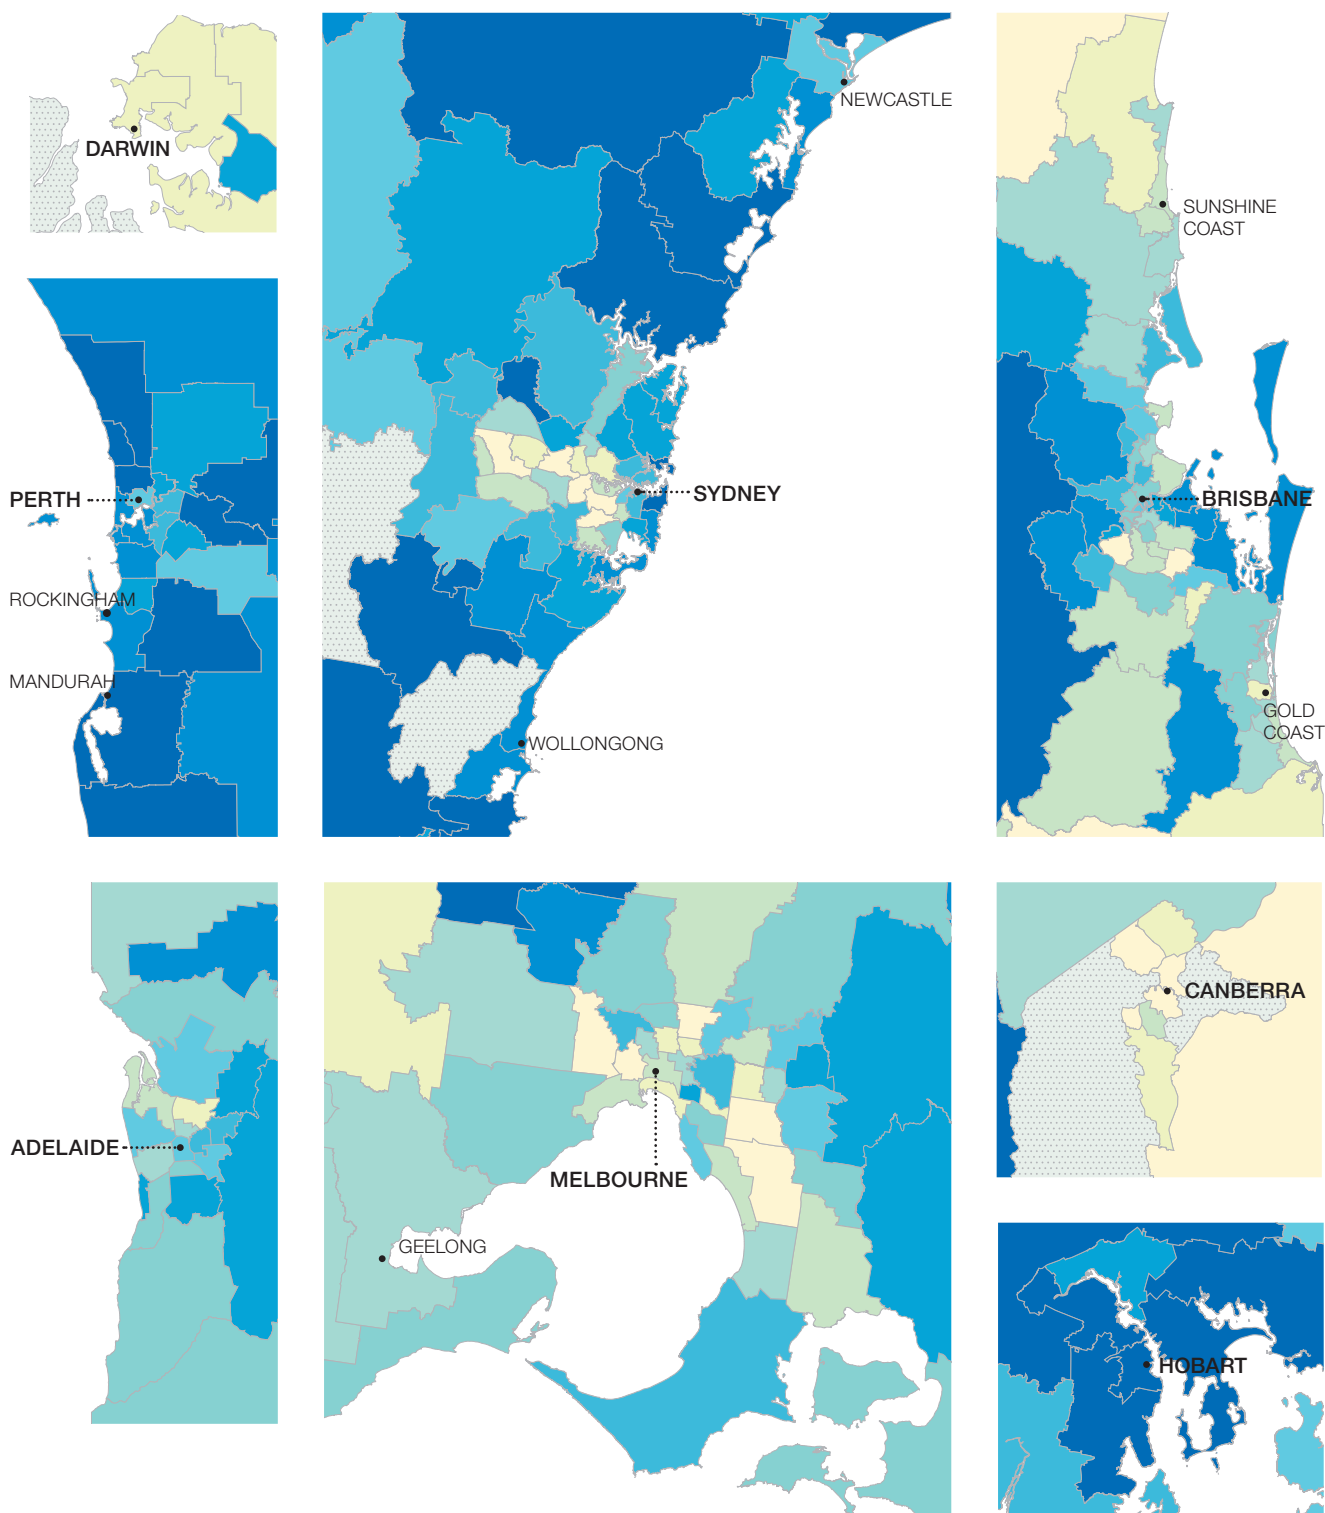 DARWIN
NEWCASTLE
SUNSHINE
COAST
PERTH
SYDNEY
BRISBANE
ROCKINGHAM
MANDURAH
WOLLONGONG
GOLD
COAST
CANBERRA
ADELAIDE
MELBOURNE
GEELONG
HOBART